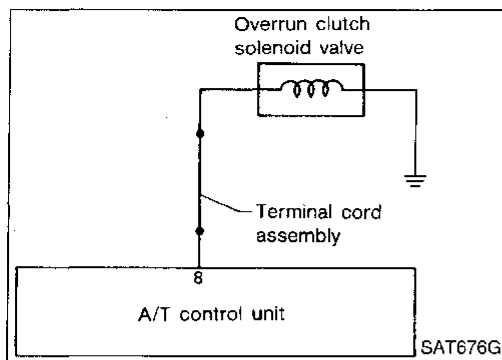 Overrun clutch
solenoid valve
Terminal cord
assembly
8
A/T control unit
SAT676G